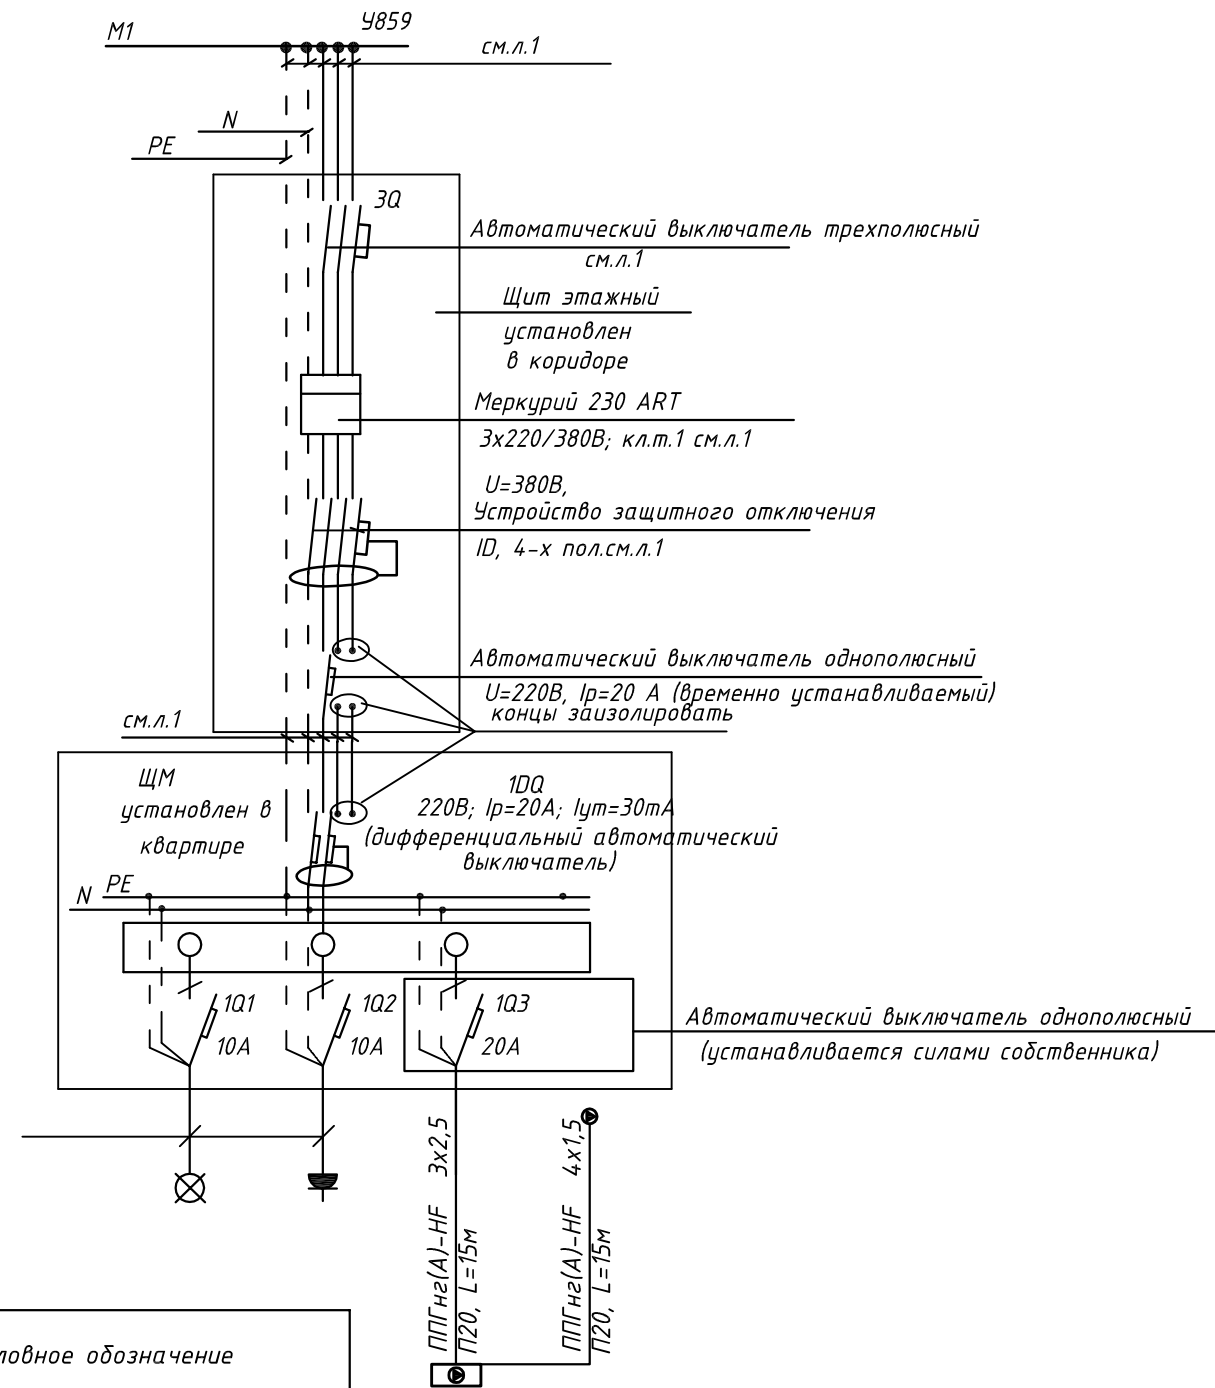 М1
У859
см.л.1
N
PE
3Q
Автоматический выключатель трехполюсный
см.л.1
Щит этажный
установлен
в коридоре
Меркурий 230 ART
3х220/380В; кл.т.1 см.л.1
U=380В,
Устройство защитного отключения
ID, 4-х пол.см.л.1
Автоматический выключатель однополюсный
U=220В, Iр=20 А (временно устанавливаемый)
концы заизолировать
см.л.1
ЩМ
установлен в
квартире
1DQ
220В; Iр=20А; Iут=30mA
(дифференциальный автоматический
выключатель)
PE
N
1Q1
10А
1Q2
10А
1Q3
20А
Автоматический выключатель однополюсный
(устанавливается силами собственника)
ППГнг(А)-HF 3х2,5
П20, L=15м
ППГнг(А)-HF 4х1,5
П20, L=15м
ловное обозначение